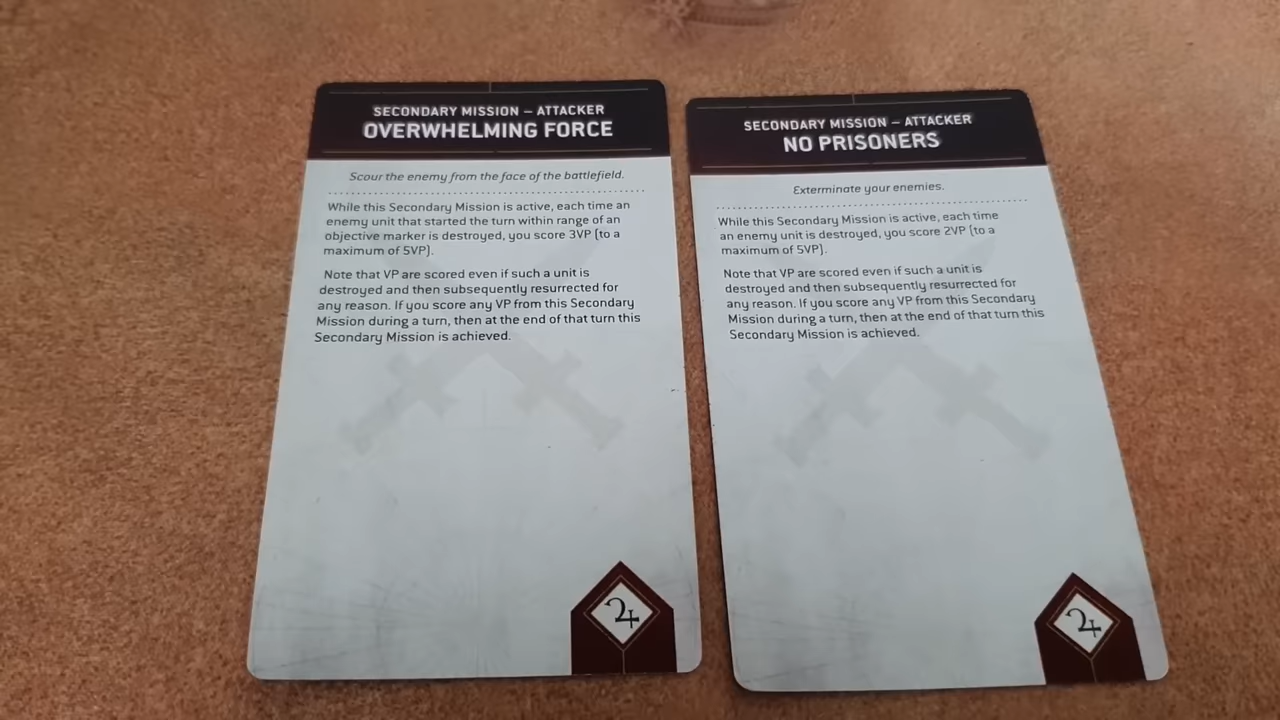 SECONDARY MISSION – ATTACKER
OVERWHELMING FORCE
Scour the enemy from the face of the battlefield.
While this Secondary Mission is active, each time an
enemy unit that started the turn within range of an
objective marker is destroyed, you score 3VP (to a
maximum of 5VP).
Note that VP are scored even if such a unit is
destroyed and then subsequently resurrected for
any reason. If you score any VP from this Secondary
Mission during a turn, then at the end of that turn this
Secondary Mission is achieved.
SECONDARY MISSION – ATTACKER
NO PRISONERS
Exterminate your enemies.
While this Secondary Mission is active, each time
an enemy unit is destroyed, you score 2VP (to a
maximum of 5VP).
Note that VP are scored even if such a unit is
destroyed and then subsequently resurrected for
any reason. If you score any VP from this Secondary
Mission during a turn, then at the end of that turn this
Secondary Mission is achieved.